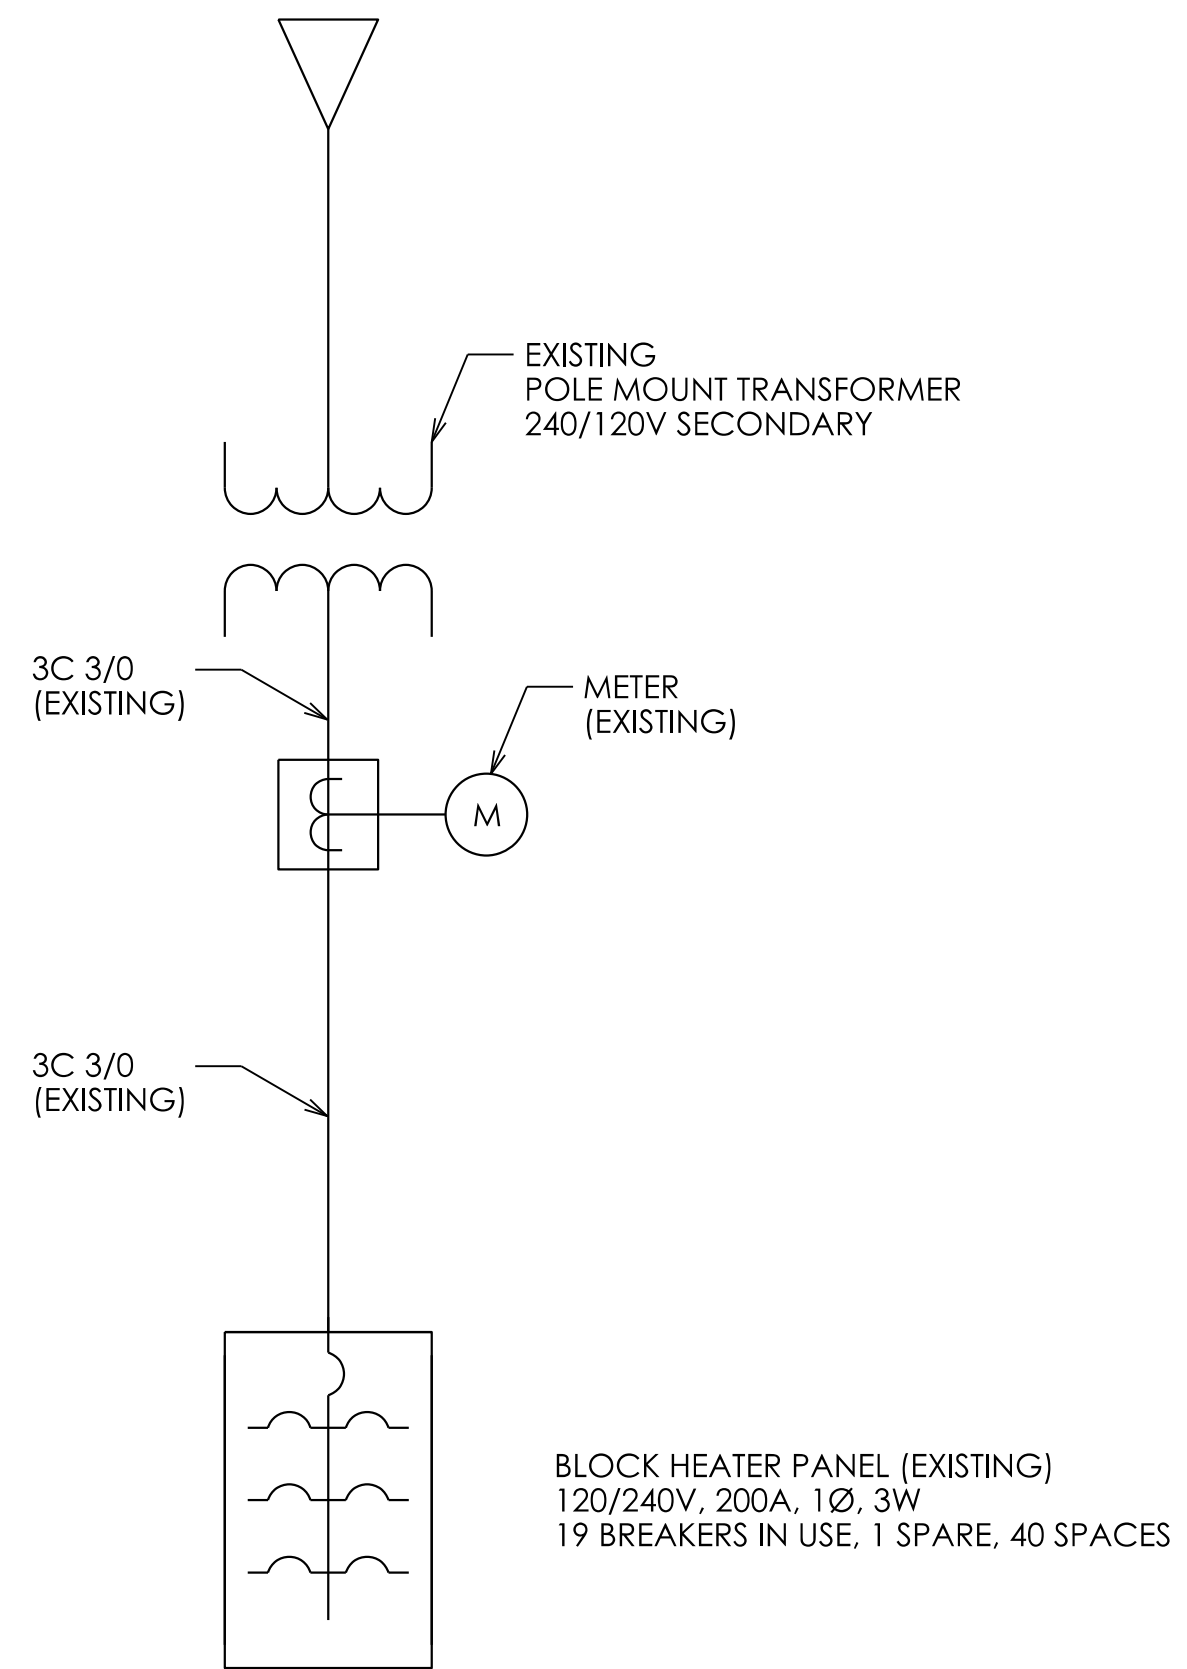 EXISTING
POLE MOUNT TRANSFORMER
240/120V SECONDARY
3C 3/0
(EXISTING)
METER
(EXISTING)
M
3C 3/0
(EXISTING)
BLOCK HEATER PANEL (EXISTING)
120/240V, 200A, 1Ø, 3W
19 BREAKERS IN USE, 1 SPARE, 40 SPACES